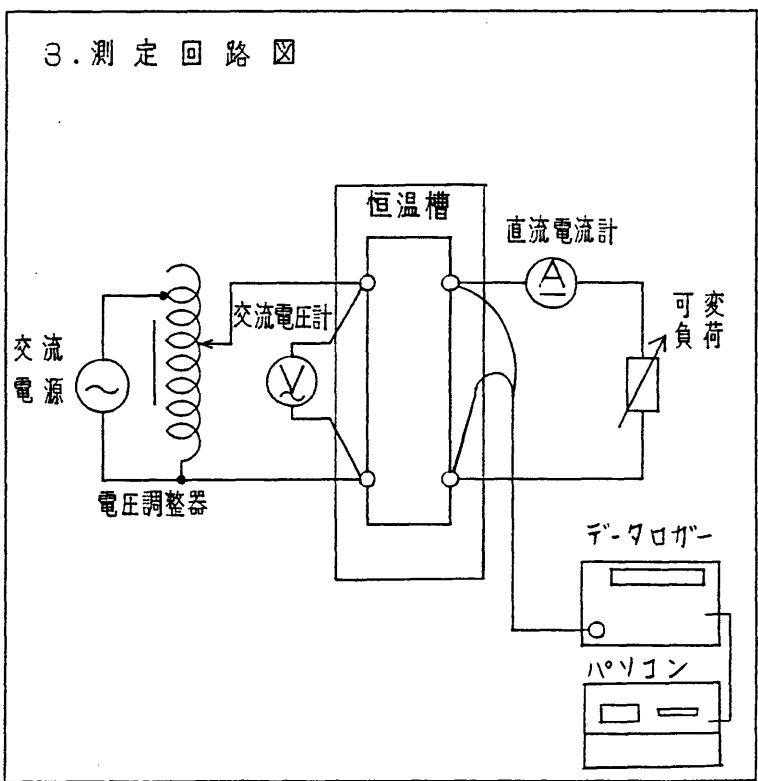 3.測定回路図
恒温槽
直流電流計
A
可変
負荷
交流電圧計
V
交流
電源
電圧調整器
データロガー
パソコン